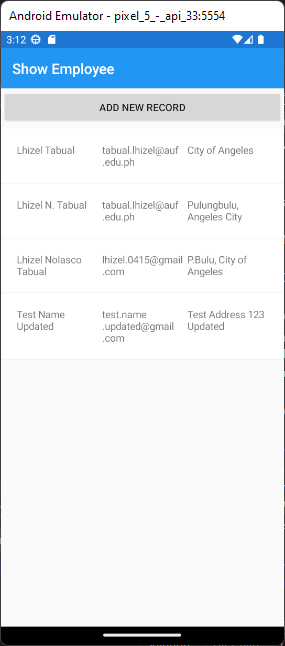 Android Emulator - pixel_5_-_api_33:5554
3:12
Show Employee
ADD NEW RECORD
Lhizel Tabual
tabual.lhizel@auf
.edu.ph
City of Angeles
Lhizel N. Tabual
tabual.lhizel@auf
.edu.ph
Pulungbulu,
Angeles City
Lhizel Nolasco
Tabual
lhizel.0415@gmail
.com
P.Bulu, City of
Angeles
Test Name
Updated
test.name
.updated@gmail
.com
Test Address 123
Updated